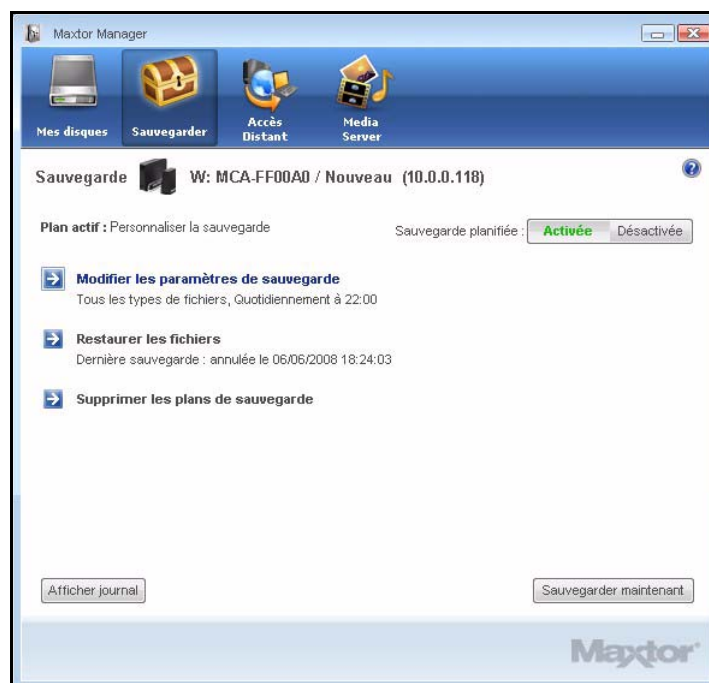 Maxtor Manager
Mes disques
Sauvegarder
Accès
Distant
Media
Server
Sauvegarde W: MCA-FF00A0 / Nouveau (10.0.0.118)
?
Plan actif : Personnaliser la sauvegarde
Sauvegarde planifiée : Activée Désactivée
Modifier les paramètres de sauvegarde
Tous les types de fichiers, Quotidiennement à 22:00
Restaurer les fichiers
Dernière sauvegarde : annulée le 06/06/2008 18:24:03
Supprimer les plans de sauvegarde
Afficher journal
Sauvegarder maintenant
Maxtor